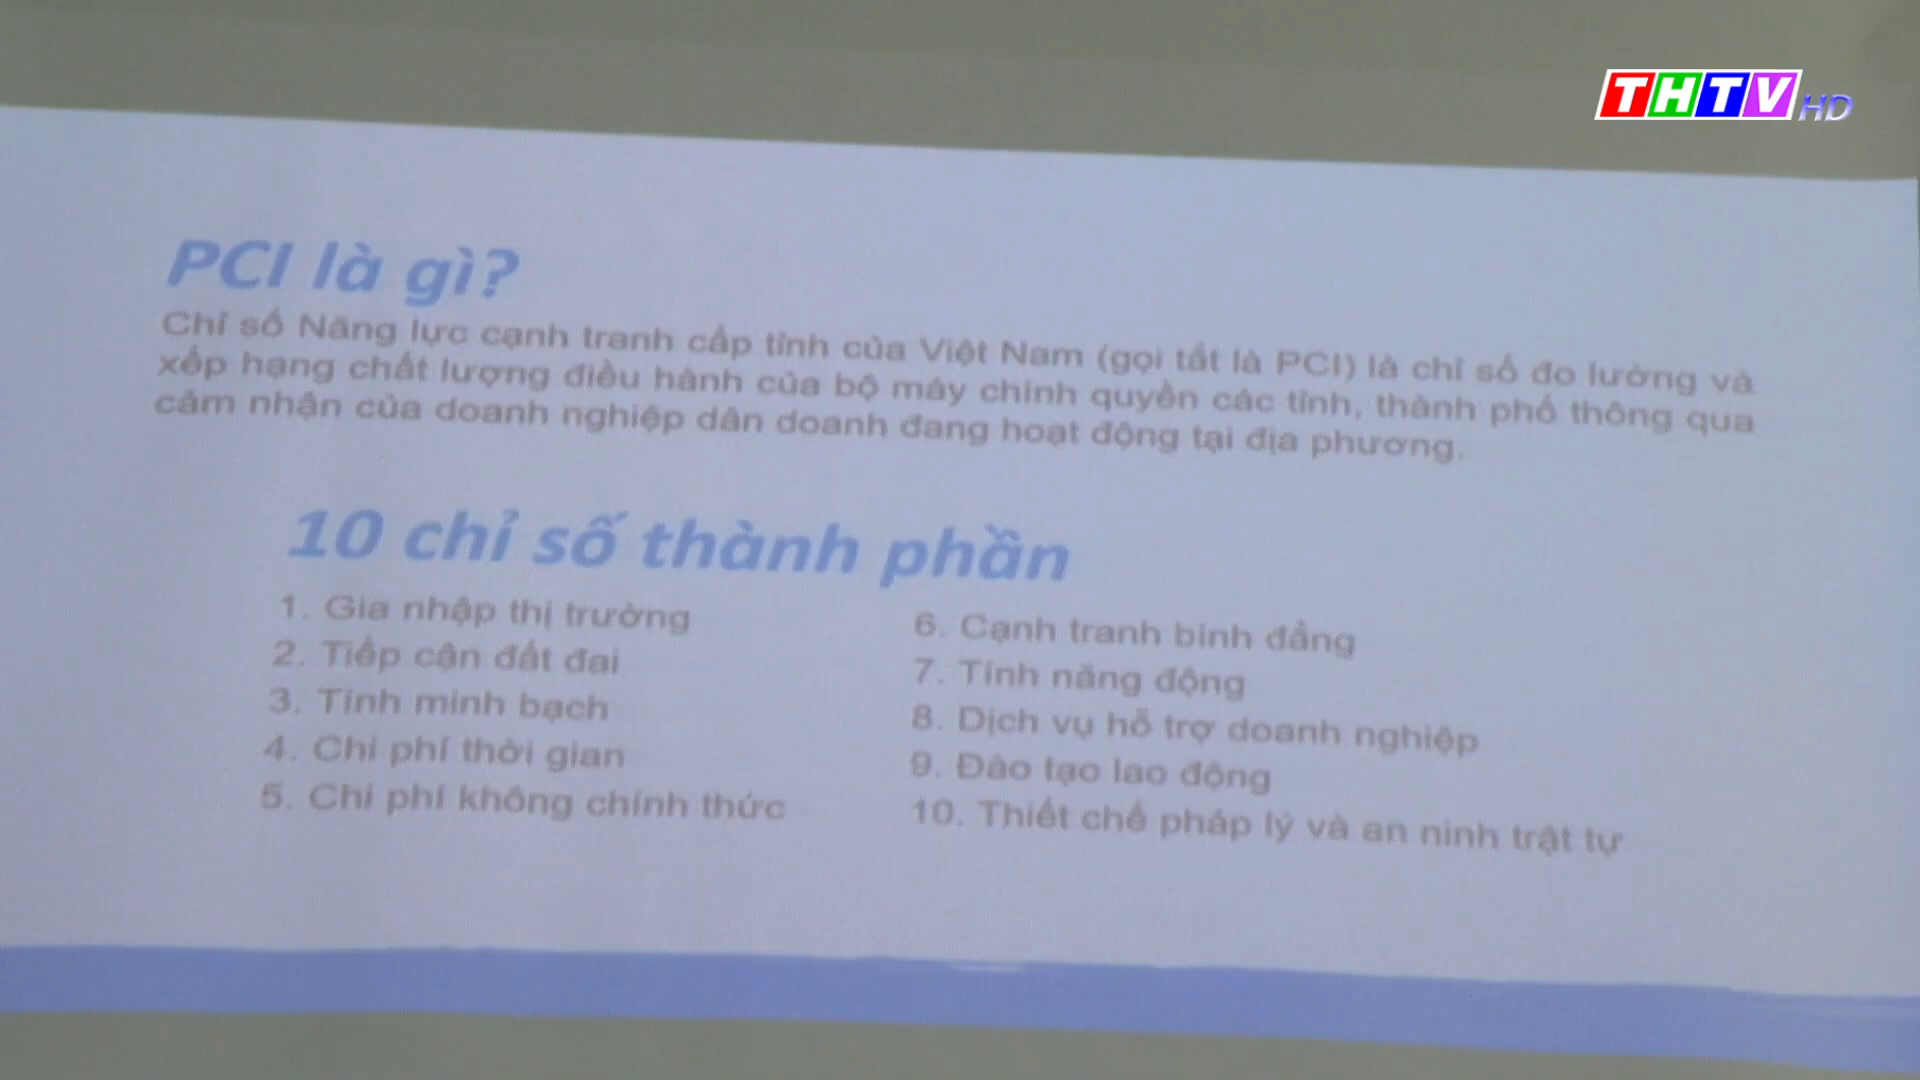 THTV HD
PCI là gì?
Chỉ số Năng lực cạnh tranh cấp tỉnh của Việt Nam (gọi tắt là PCI) là chỉ số đo lường và
xếp hạng chất lượng điều hành của bộ máy chính quyền các tỉnh, thành phố thông qua
cảm nhận của doanh nghiệp dân doanh đang hoạt động tại địa phương.
10 chỉ số thành phần
1. Gia nhập thị trường
2. Tiếp cận đất đai
3. Tính minh bạch
4. Chi phí thời gian
5. Chi phí không chính thức
6. Cạnh tranh bình đẳng
7. Tính năng động
8. Dịch vụ hỗ trợ doanh nghiệp
9. Đào tạo lao động
10. Thiết chế pháp lý và an ninh trật tự